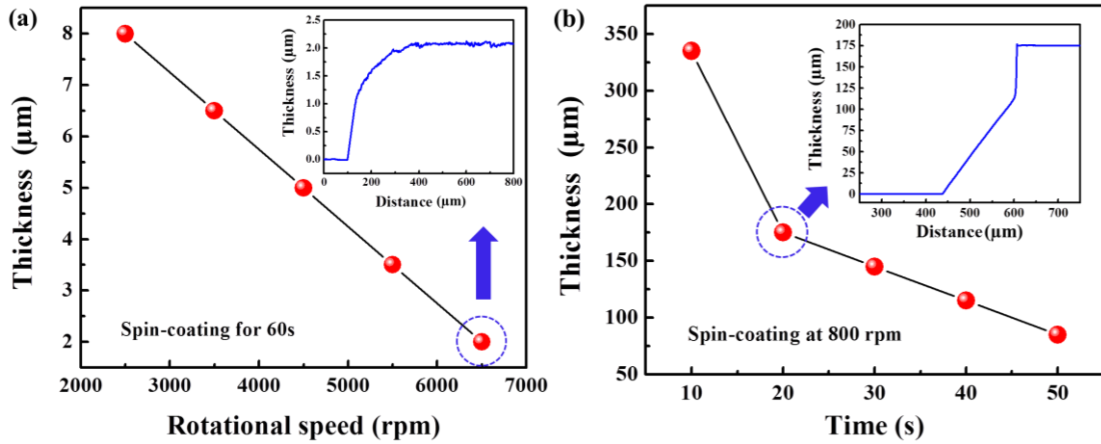 (a)
Thickness (μm)
8
7
6
5
4
3
2
2000 3000 4000 5000 6000 7000
Rotational speed (rpm)
Spin-coating for 60s
Thickness (μm)
2.5
2.0
1.5
1.0
0.5
0.0
0 200 400 600 800
Distance (μm)
(b)
Thickness (μm)
350
300
250
200
150
100
50
10 20 30 40 50
Time (s)
Spin-coating at 800 rpm
Thickness (μm)
200
175
150
125
100
75
50
25
0
300 400 500 600 700
Distance (μm)